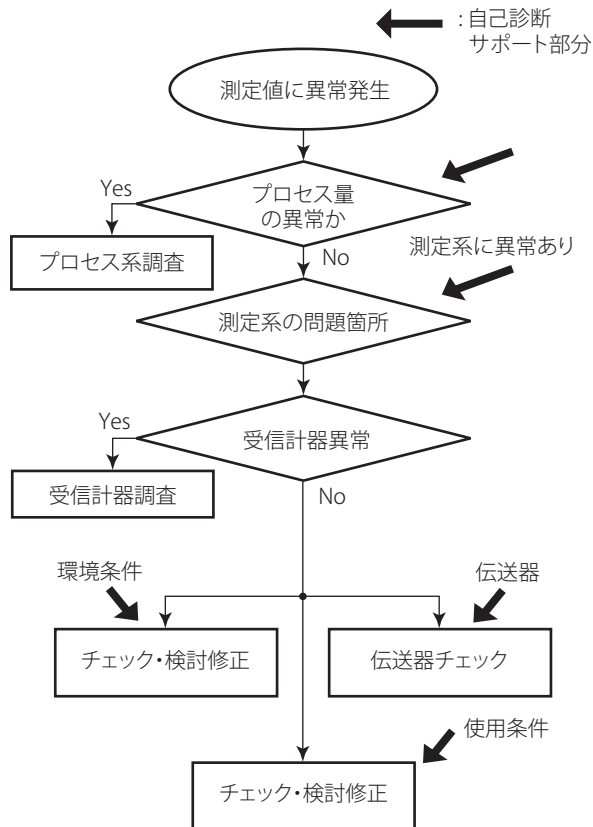 ：自己診断
サポート部分
測定値に異常発生
プロセス量
の異常か
Yes
プロセス系調査
No
測定系に異常あり
測定系の問題箇所
受信計器異常
Yes
受信計器調査
No
環境条件
伝送器
チェック・検討修正
伝送器チェック
使用条件
チェック・検討修正